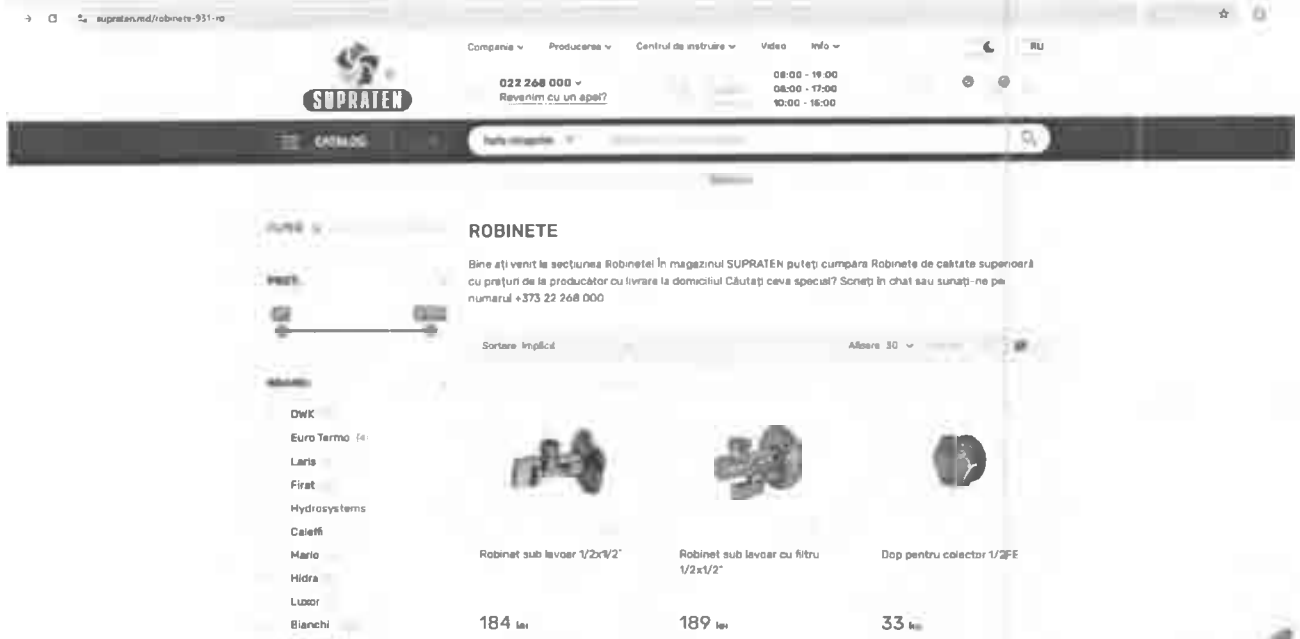 supraten.md/robinete-931-ro
Companie Producerea Centrul de instruire Video Info RU
SUPRATEN
022 268 000
Revenim cu un apel?
08:00 - 19:00
08:00 - 17:00
10:00 - 15:00
CATALOG
ROBINETE
Bine ați venit la secțiunea Robinete! În magazinul SUPRATEN puteți cumpăra Robinete de calitate superioară
cu prețuri de la producător cu livrare la domiciliu! Căutați ceva special? Scrieți în chat sau sunați-ne pe
numărul +373 22 268 000
PREȚ
Sortare Implicit
Afișare 30
DWK
Euro Termo (4
Laris
Firat
Hydrosystems
Caleffi
Mario
Hidra
Luxor
Bianchi
Robinet sub lavoar 1/2x1/2"
184 lei
Robinet sub lavoar cu filtru
1/2x1/2"
189 lei
Dop pentru colector 1/2FE
33